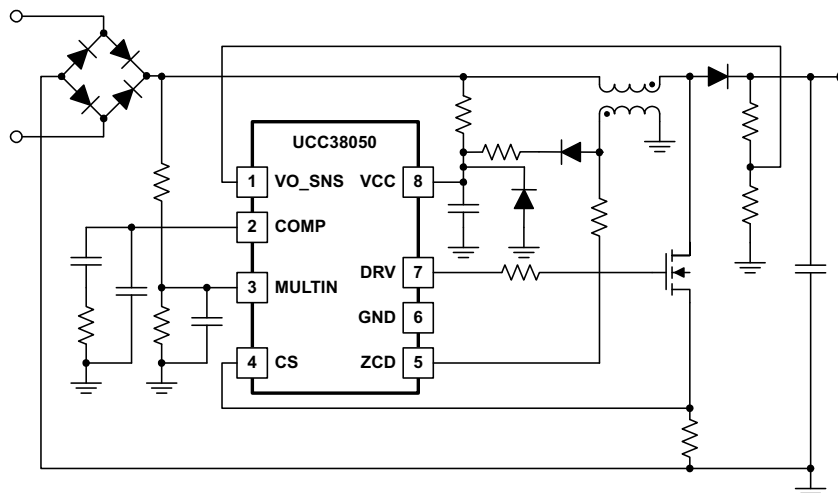 UCC38050
1 VO_SNS VCC 8
2 COMP
DRV 7
3 MULTIN
GND 6
4 CS ZCD 5